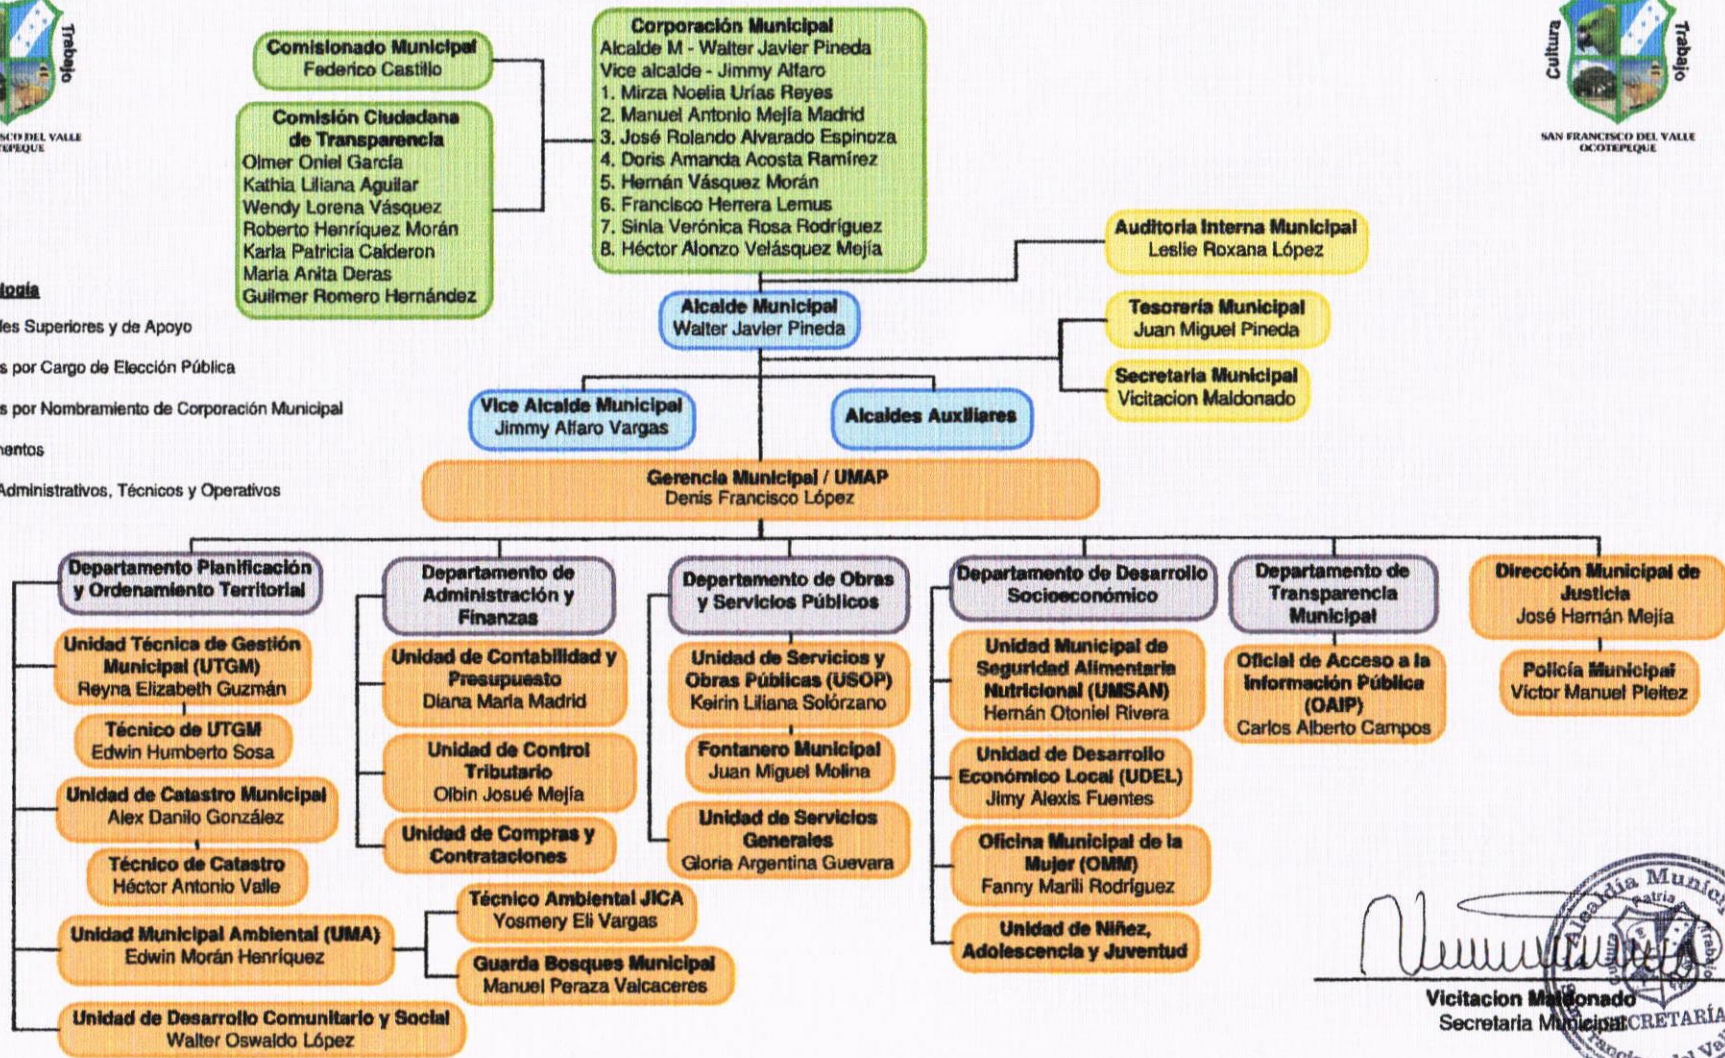 Trabajo
Cultura
Trabajo
SAN FRANCISCO DEL VALLE
OCOTEPEQUE
Comisionado Municipal
Federico Castillo
Comisión Ciudadana
de Transparencia
Olmer Oniel García
Kathia Liliana Aguilar
Wendy Lorena Vásquez
Roberto Henríquez Morán
Karla Patricia Calderon
Maria Anita Deras
Guilmer Romero Hernández
Corporación Municipal
Alcalde M - Walter Javier Pineda
Vice alcalde - Jimmy Alfaro
1. Mirza Noelia Urías Reyes
2. Manuel Antonio Mejía Madrid
3. José Rolando Alvarado Espinoza
4. Doris Amanda Acosta Ramírez
5. Hernán Vásquez Morán
6. Francisco Herrera Lemus
7. Sinia Verónica Rosa Rodríguez
8. Héctor Alonzo Velásquez Mejía
Auditoria Interna Municipal
Leslie Roxana López
Alcalde Municipal
Walter Javier Pineda
Tesorería Municipal
Juan Miguel Pineda
Secretaria Municipal
Vicitacion Maldonado
Superiores y de Apoyo
por Cargo de Elección Pública
por Nombramiento de Corporación Municipal
Administrativos, Técnicos y Operativos
Vice Alcalde Municipal
Jimmy Alfaro Vargas
Alcaldes Auxiliares
Gerencia Municipal / UMAP
Denis Francisco López
Departamento Planificación
y Ordenamiento Territorial
Unidad Técnica de Gestión
Municipal (UTGM)
Reyna Elizabeth Guzmán
Técnico de UTGM
Edwin Humberto Sosa
Unidad de Catastro Municipal
Alex Danilo González
Técnico de Catastro
Héctor Antonio Valle
Unidad Municipal Ambiental (UMA)
Edwin Morán Henríquez
Técnico Ambiental JICA
Yosmery Eli Vargas
Guarda Bosques Municipal
Manuel Peraza Valcaceres
Unidad de Desarrollo Comunitario y Social
Walter Oswaldo López
Departamento de
Administración y
Finanzas
Unidad de Contabilidad y
Presupuesto
Diana María Madrid
Unidad de Control
Tributario
Olbin Josué Mejía
Unidad de Compras y
Contrataciones
Departamento de Obras
y Servicios Públicos
Unidad de Servicios y
Obras Públicas (USOP)
Keirin Liliana Solórzano
Fontanero Municipal
Juan Miguel Molina
Unidad de Servicios
Generales
Gloria Argentina Guevara
Departamento de Desarrollo
Socioeconómico
Unidad Municipal de
Seguridad Alimentaria
Nutricional (UMSAN)
Hernán Otoniel Rivera
Unidad de Desarrollo
Económico Local (UDEL)
Jimy Alexis Fuentes
Oficina Municipal de la
Mujer (OMM)
Fanny Marili Rodríguez
Unidad de Niñez,
Adolescencia y Juventud
Departamento de
Transparencia
Municipal
Oficial de Acceso a la
Información Pública
(OAIP)
Carlos Alberto Campos
Dirección Municipal de
Justicia
José Hernán Mejía
Policía Municipal
Víctor Manuel Pleitez
Vicitacion Maldonado
Secretaria Municipal
Alcaldía
Patria
Cultura
Trabajo